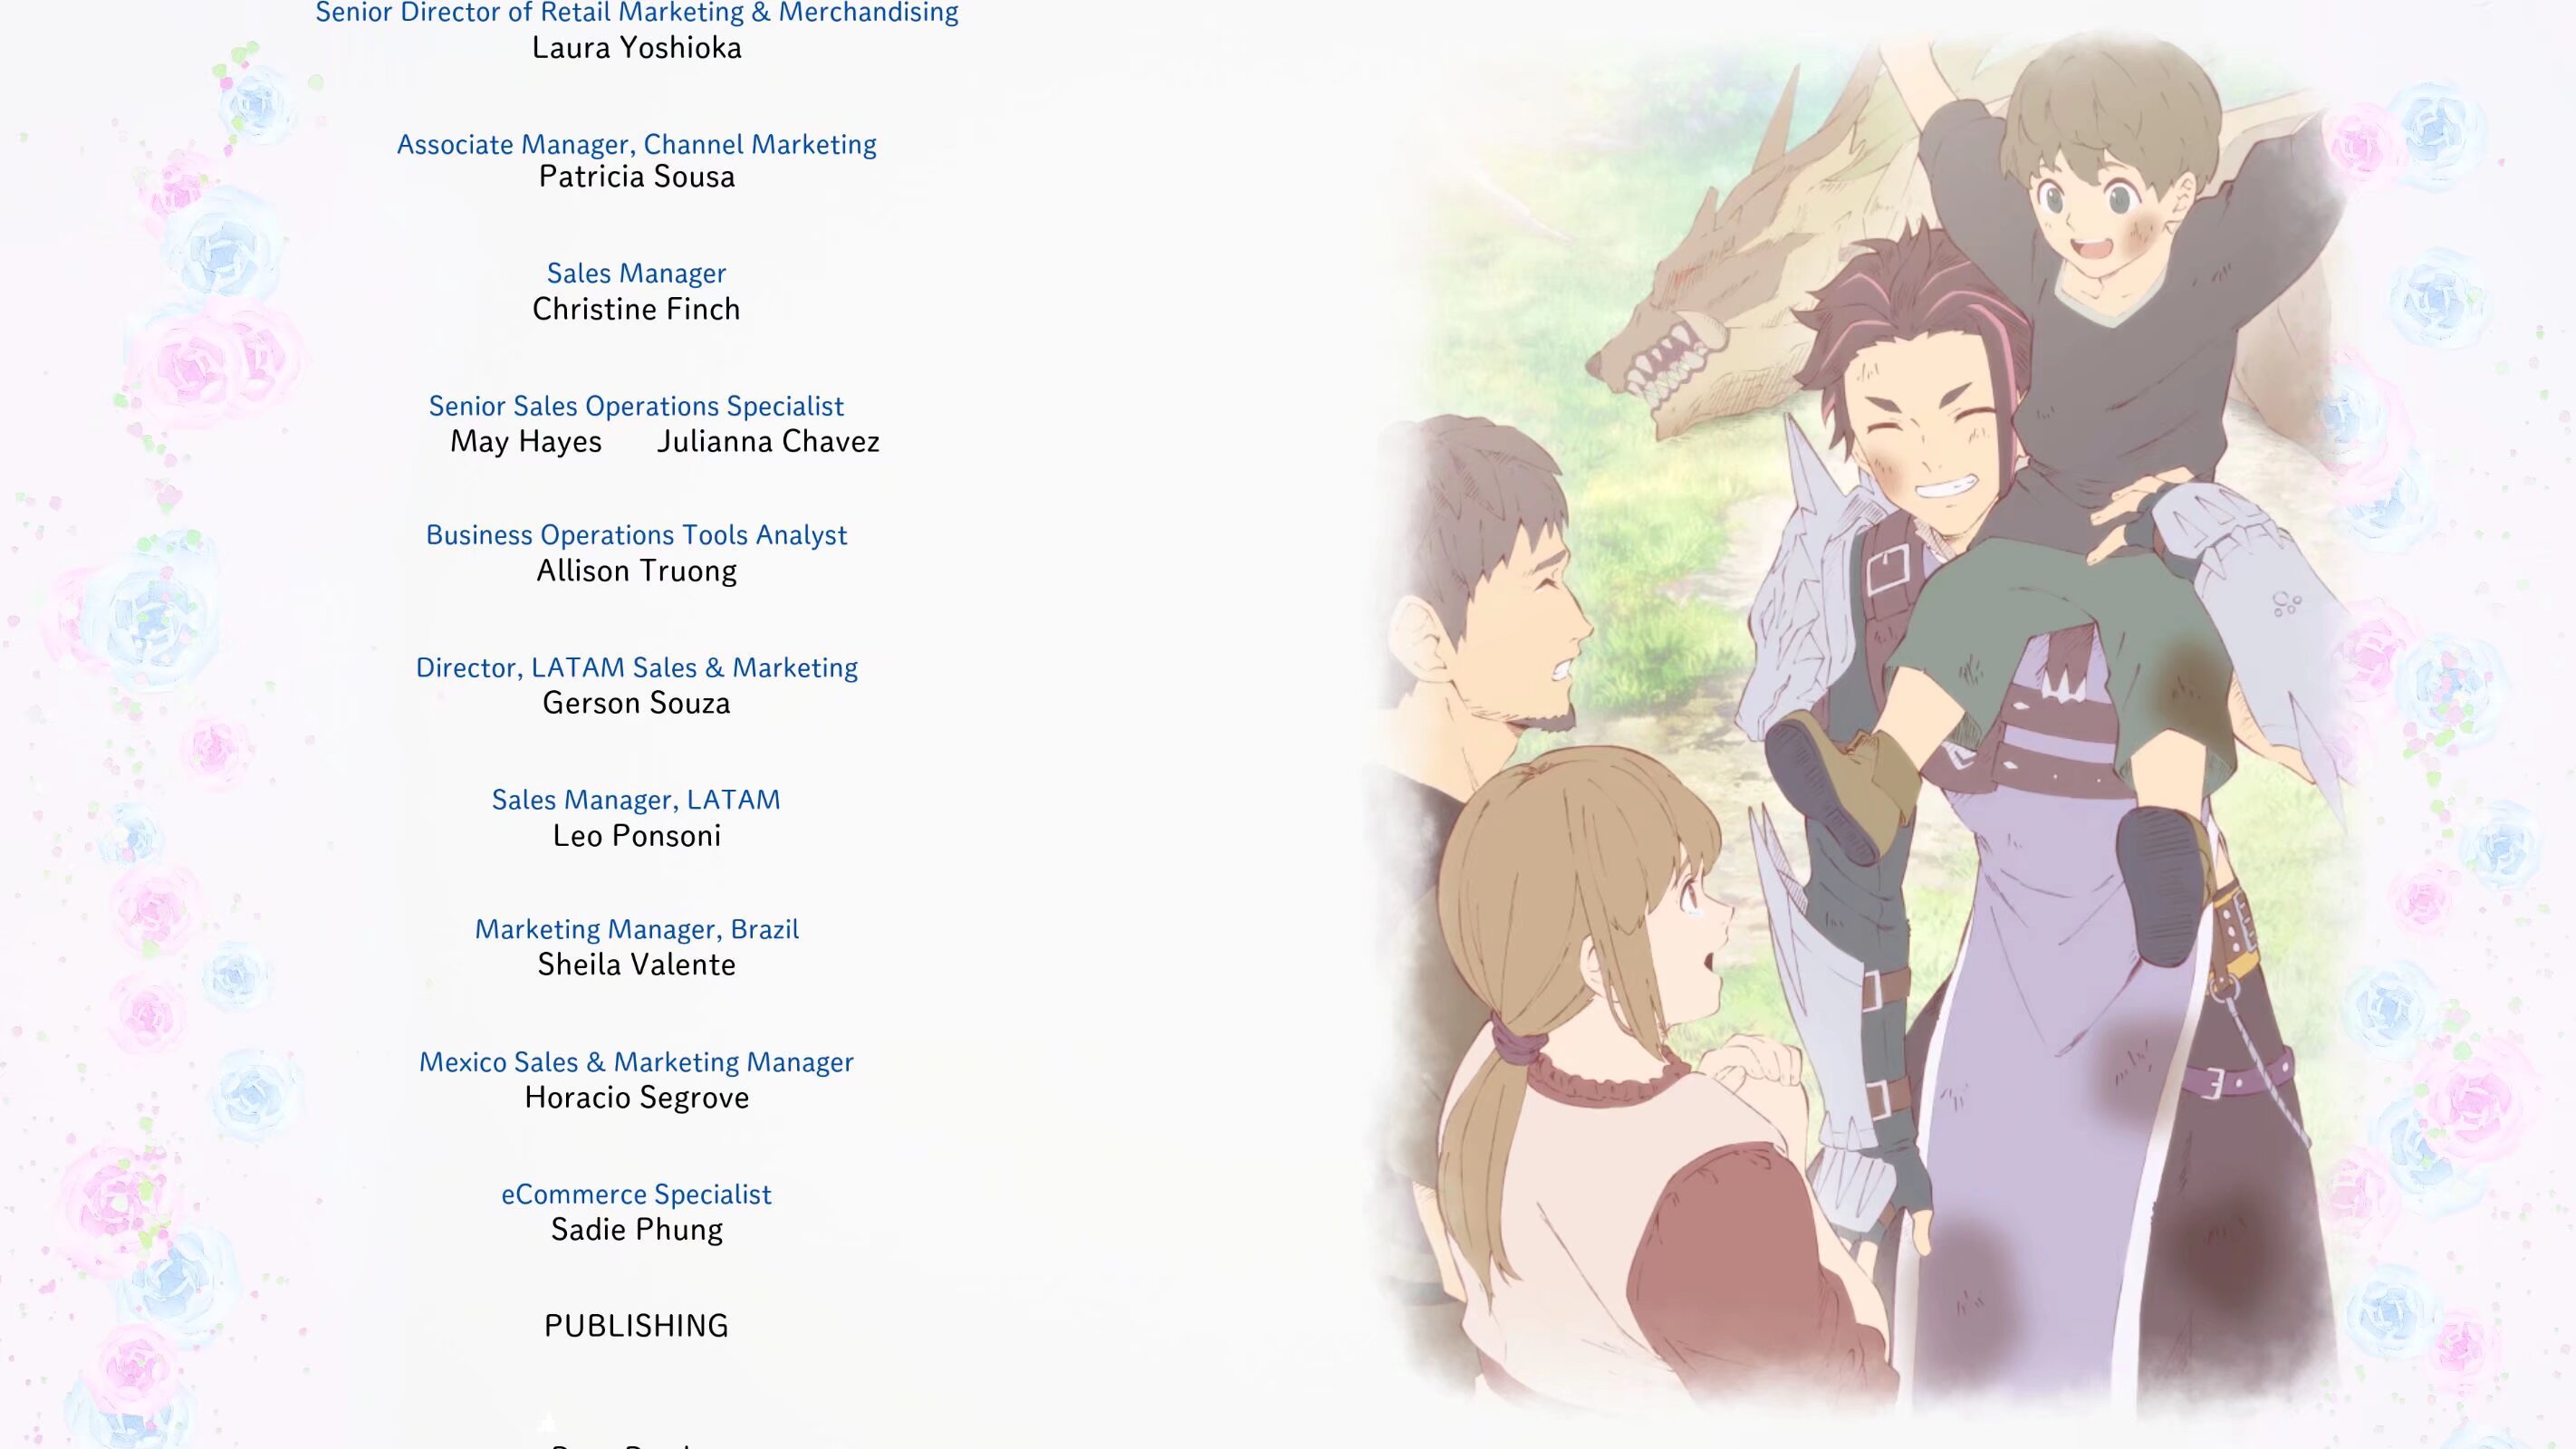 Senior Director of Retail Marketing & Merchandising
Laura Yoshioka
Associate Manager, Channel Marketing
Patricia Sousa
Sales Manager
Christine Finch
Senior Sales Operations Specialist
May Hayes Julianna Chavez
Business Operations Tools Analyst
Allison Truong
Director, LATAM Sales & Marketing
Gerson Souza
Sales Manager, LATAM
Leo Ponsoni
Marketing Manager, Brazil
Sheila Valente
Mexico Sales & Marketing Manager
Horacio Segrove
eCommerce Specialist
Sadie Phung
PUBLISHING